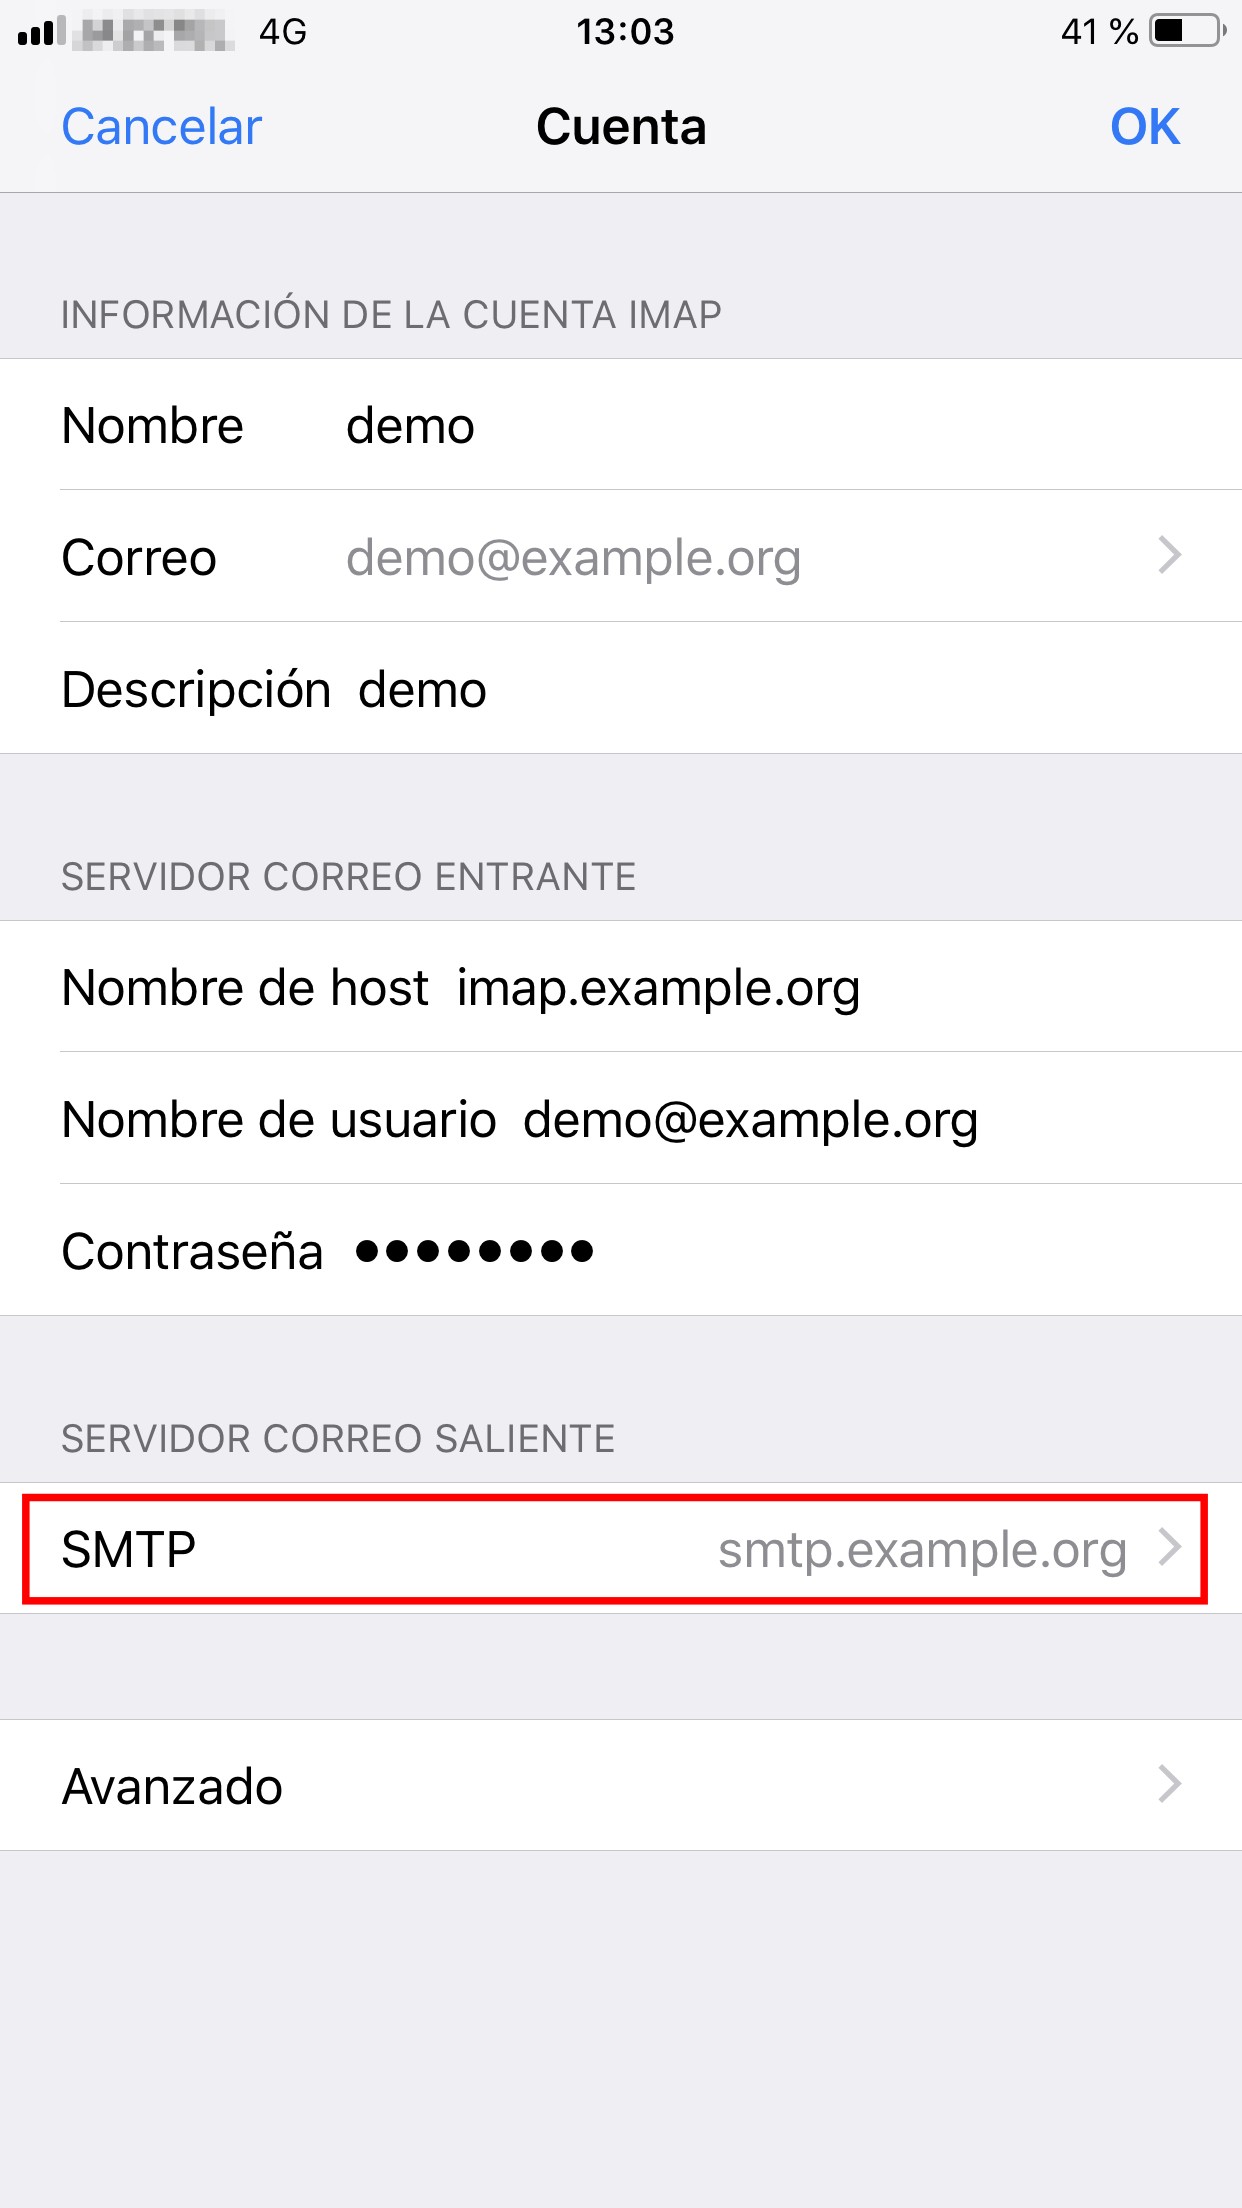 4G 13:03 41 %
Cancelar Cuenta OK
INFORMACIÓN DE LA CUENTA IMAP
Nombre demo
Correo demo@example.org
Descripción demo
SERVIDOR CORREO ENTRANTE
Nombre de host imap.example.org
Nombre de usuario demo@example.org
Contraseña ••••••••
SERVIDOR CORREO SALIENTE
SMTP smtp.example.org
Avanzado